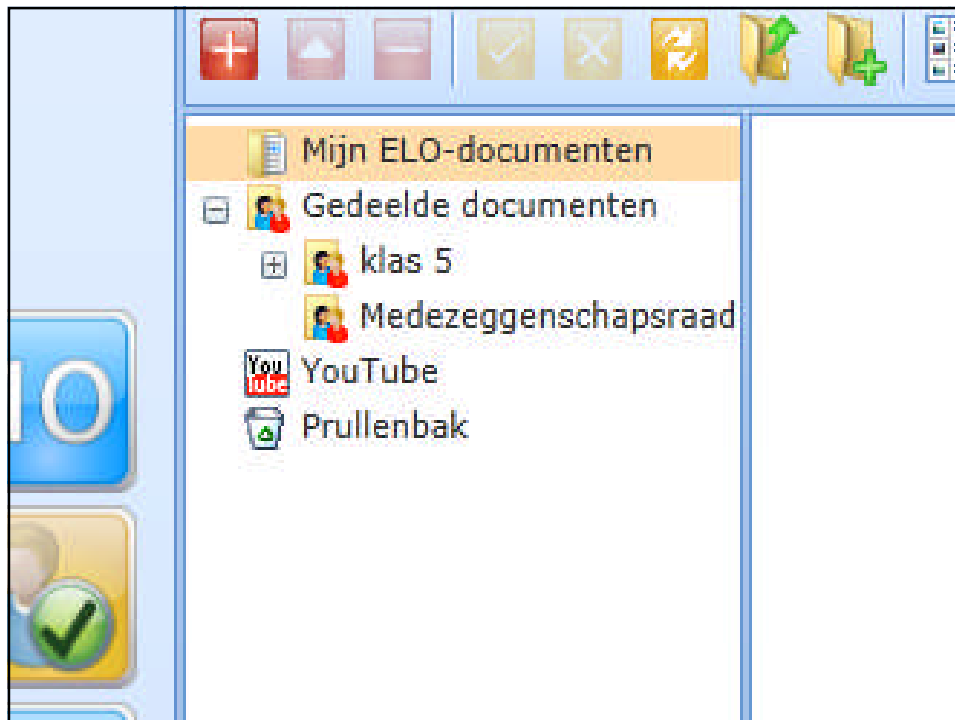 Mijn ELO-documenten
Gedeelde documenten
klas 5
Medezeggenschapsraad
You Tube YouTube
Prullenbak